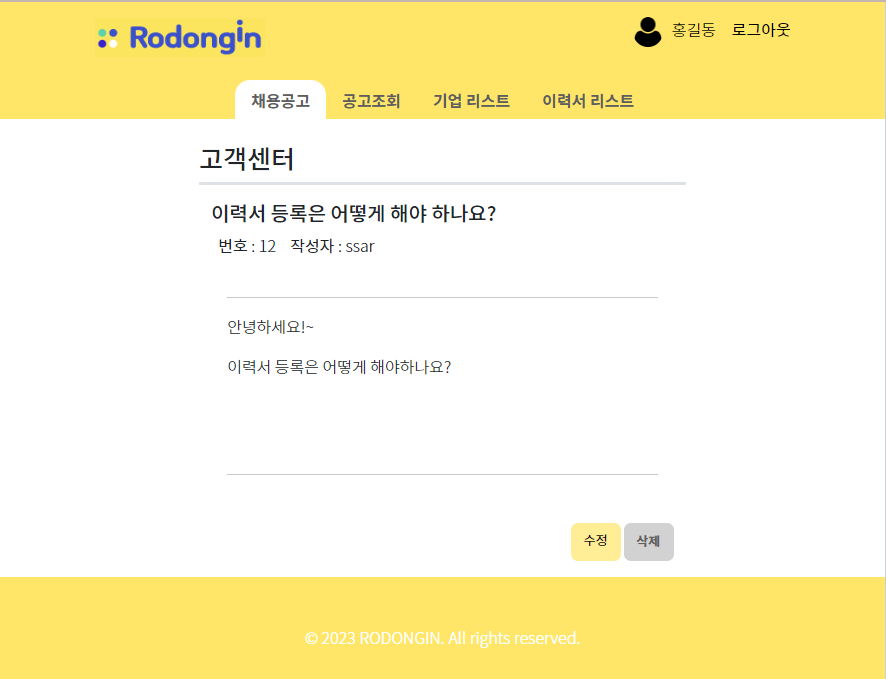 Rodongin
홍길동 로그아웃
채용공고 공고조회 기업 리스트 이력서 리스트
고객센터
이력서 등록은 어떻게 해야 하나요?
번호 : 12 작성자 : ssar
안녕하세요!~
이력서 등록은 어떻게 해야하나요?
수정 삭제
© 2023 RODONGIN. All rights reserved.